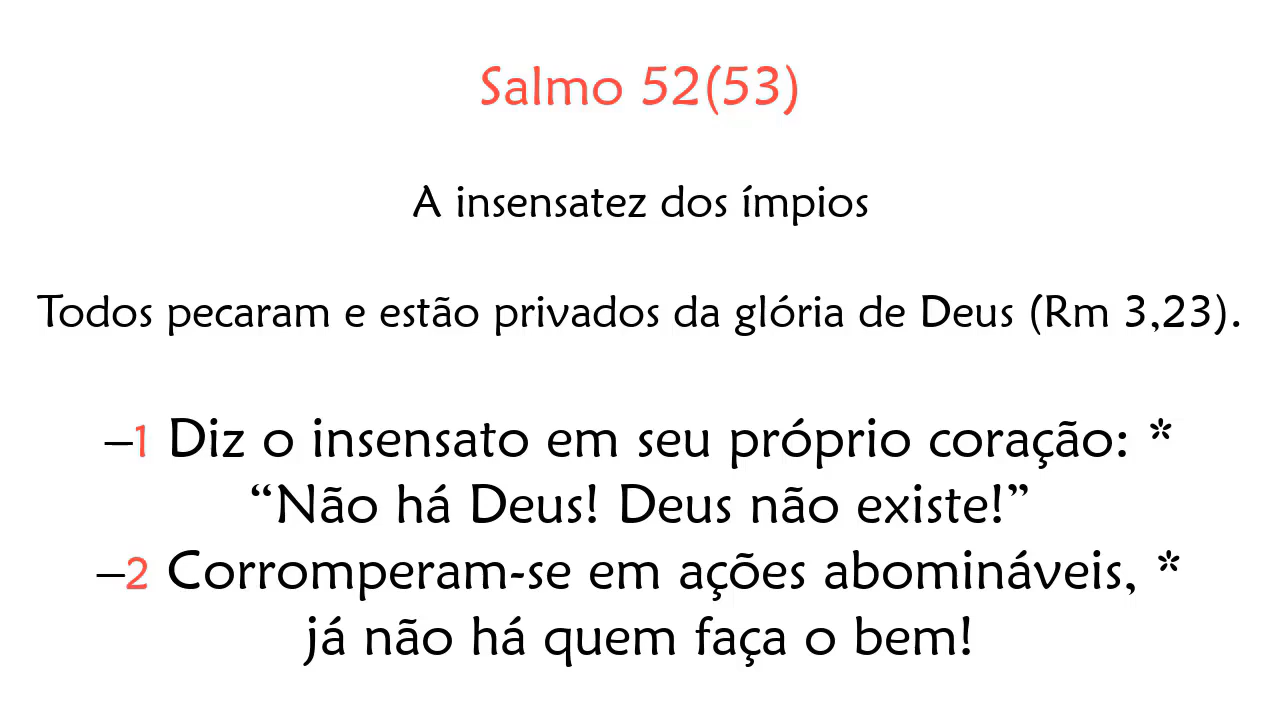 Salmo 52(53)
A insensatez dos ímpios
Todos pecaram e estão privados da glória de Deus (Rm 3,23).
–1 Diz o insensato em seu próprio coração: *
“Não há Deus! Deus não existe!”
–2 Corromperam-se em ações abomináveis, *
já não há quem faça o bem!